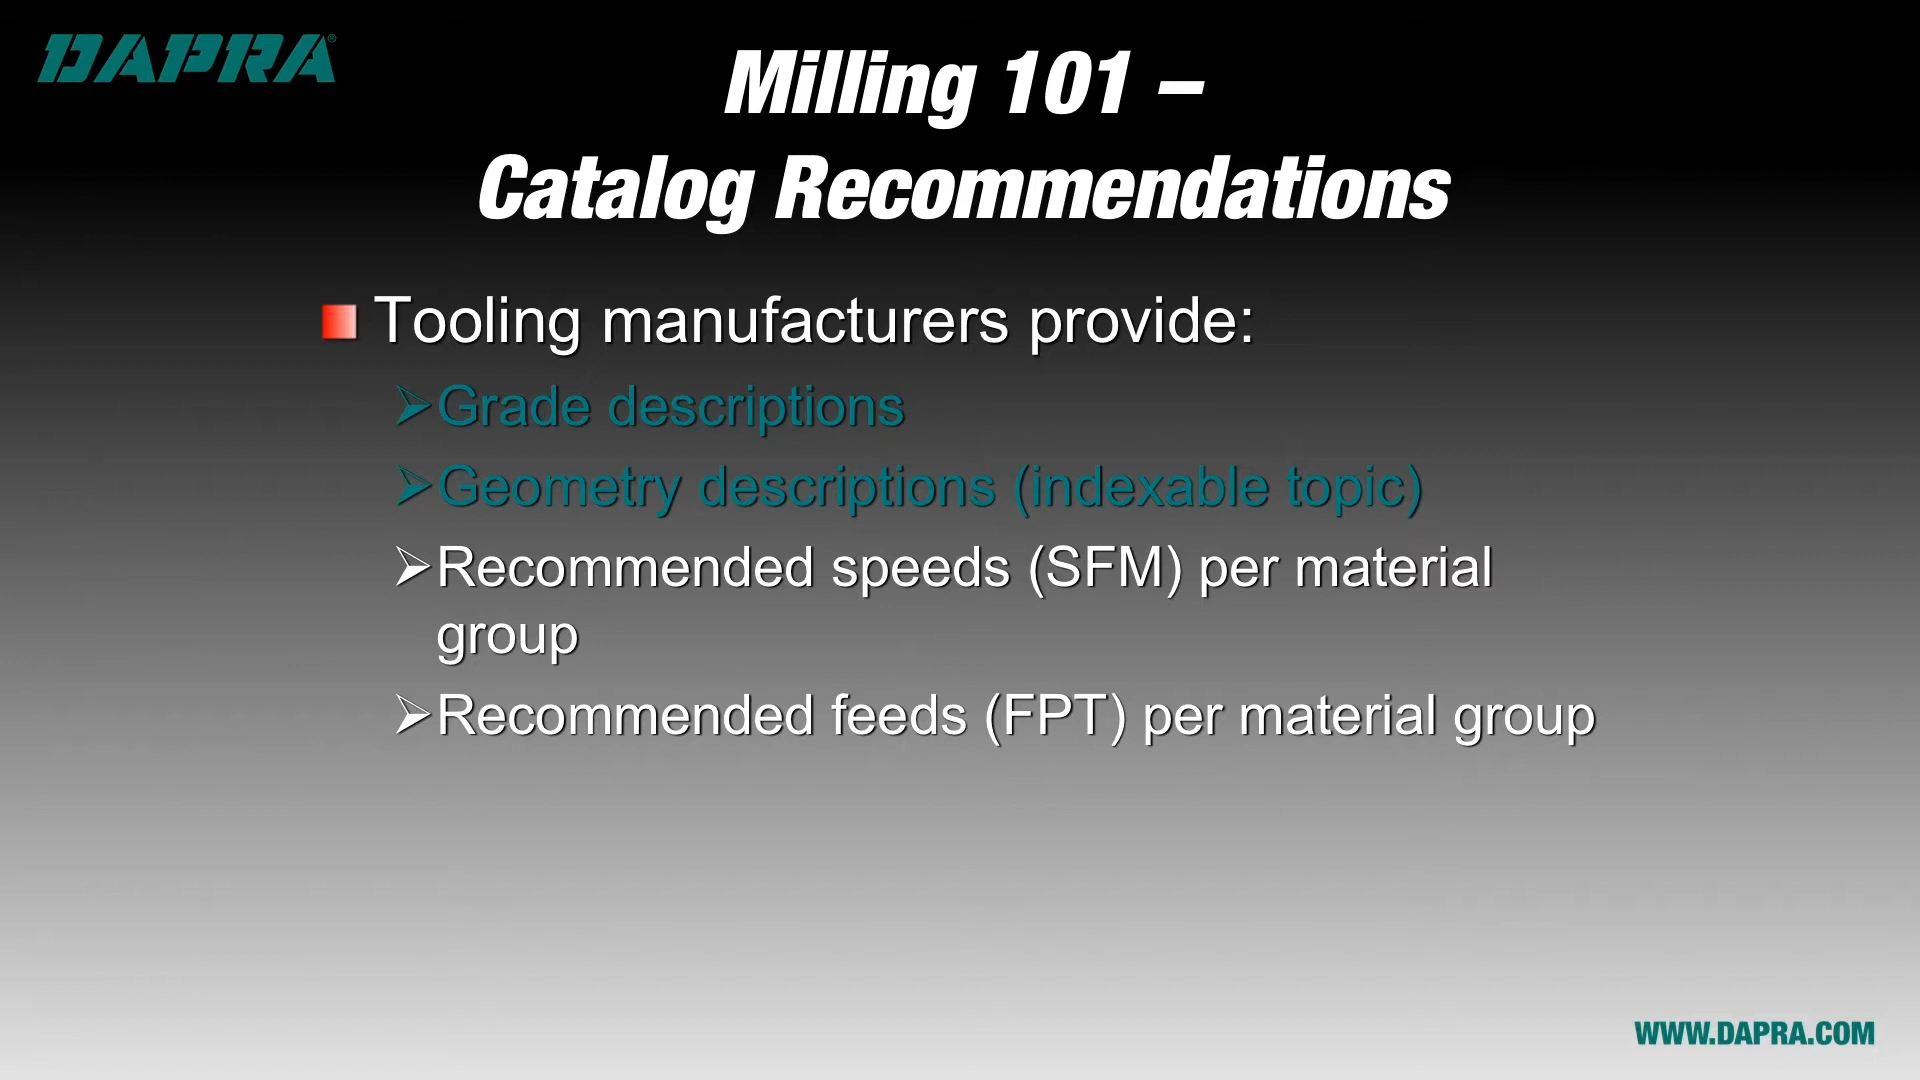 DAPRA®
Milling 101 –
Catalog Recommendations
Tooling manufacturers provide:
Grade descriptions
Geometry descriptions (indexable topic)
Recommended speeds (SFM) per material
group
Recommended feeds (FPT) per material group
WWW.DAPRA.COM